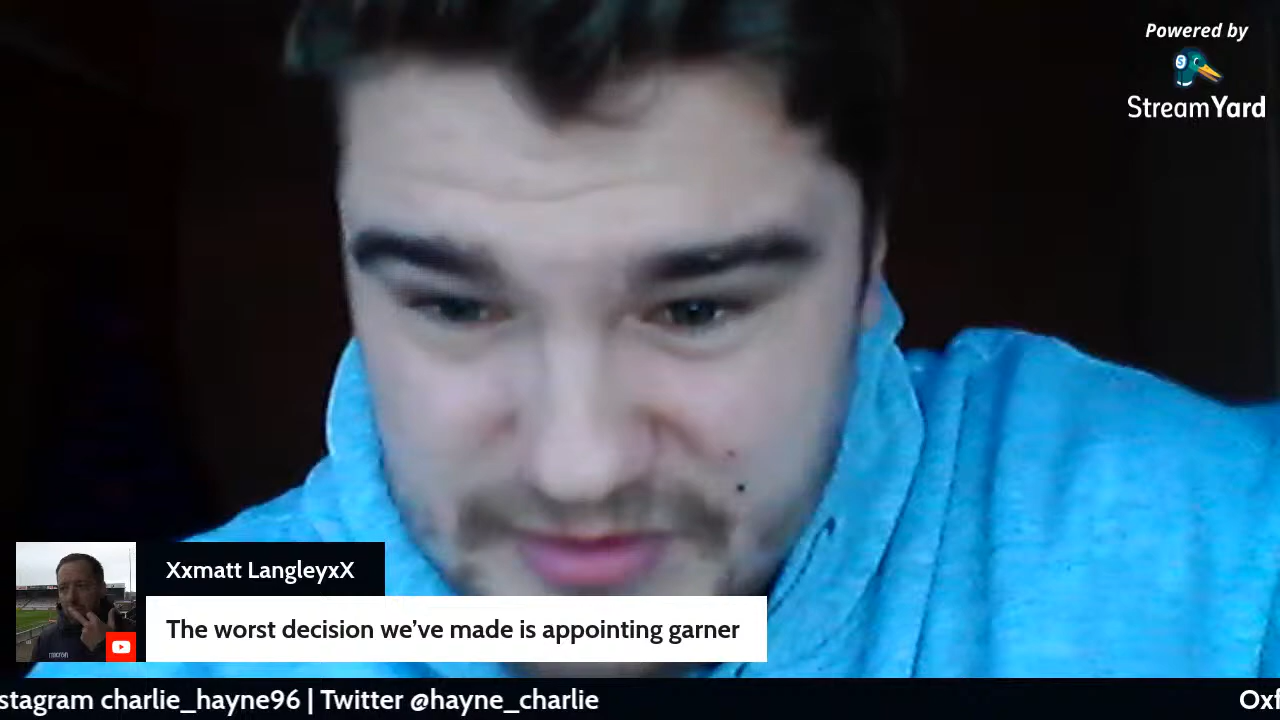 Powered by
StreamYard
Xxmatt LangleyxX
The worst decision we've made is appointing garner
stagram charlie_hayne96 | Twitter @hayne_charlie
Oxf